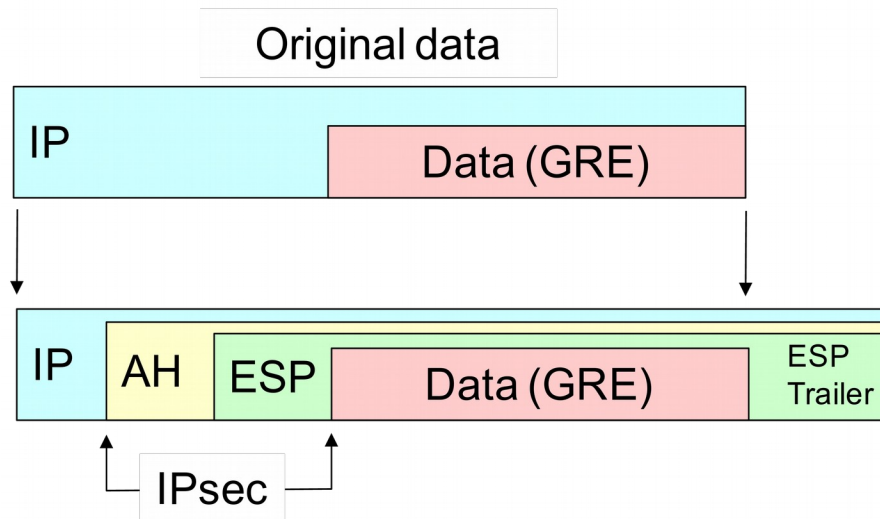 Original data
IP
Data (GRE)
IP
AH
ESP
Data (GRE)
ESP
Trailer
IPsec